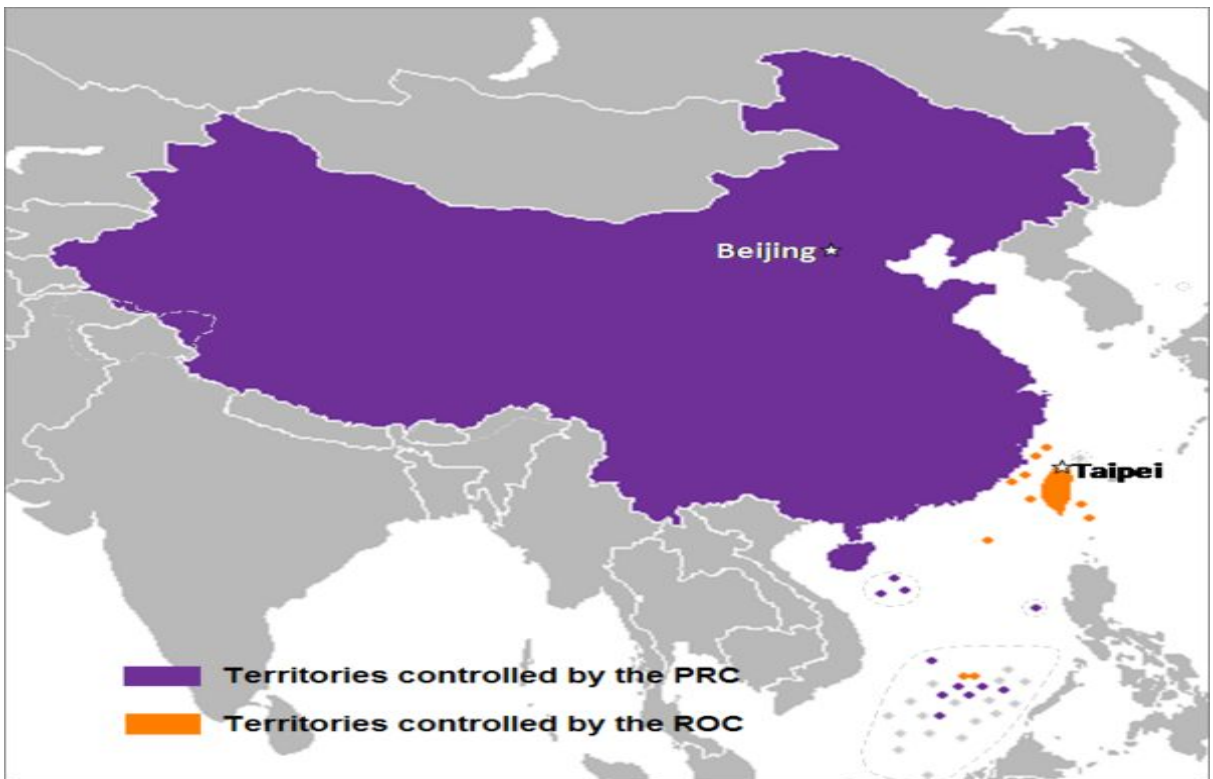 Beijing
Taipei
Territories controlled by the PRC
Territories controlled by the ROC